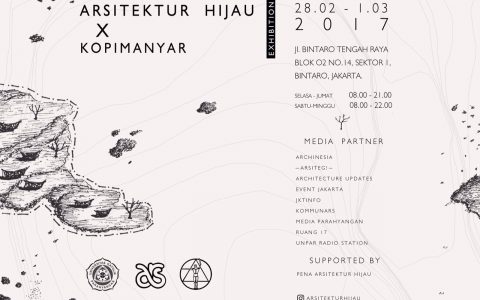 ARSITEKTUR HIJAU
X
KOPIMANYAR
EXHIBITION
28.02 - 1.03
2017
Jl. BINTARO TENGAH RAYA
BLOK O2 NO.14, SEKTOR 1,
BINTARO, JAKARTA.
SELASA - JUMAT 08.00 - 21.00
SABTU-MINGGU 08.00 - 22.00
MEDIA PARTNER
ARCHINESIA
—ARSITEG!—
ARCHITECTURE UPDATES
EVENT JAKARTA
JXTINFO
KOMMUNARS
MEDIA PARAHYANGAN
RUANG 17
UNPAR RADIO STATION
SUPPORTED BY
PENA ARSITEKTUR HIJAU
ARSITEKTURHIJAU